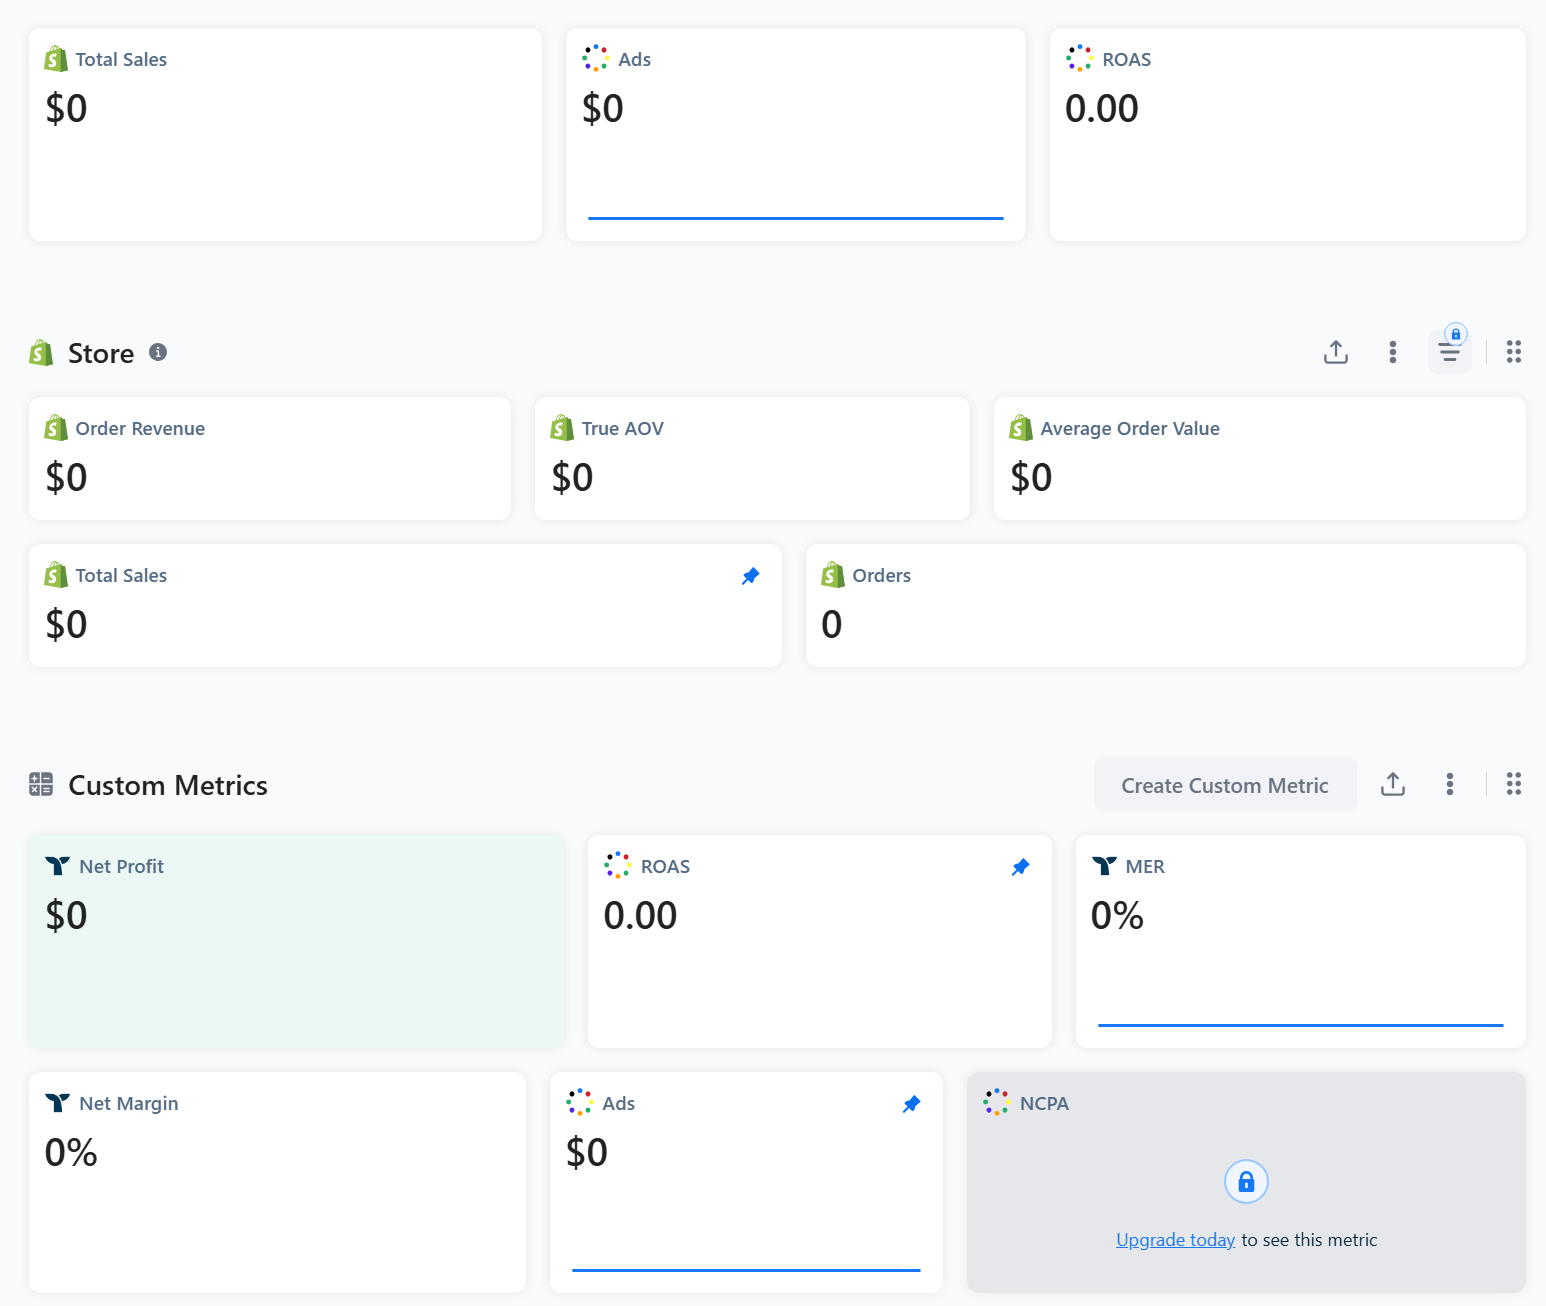 Total Sales
$0
Ads
$0
ROAS
0.00
Store
Order Revenue
$0
True AOV
$0
Average Order Value
$0
Total Sales
$0
Orders
0
Custom Metrics
Create Custom Metric
Net Profit
$0
ROAS
0.00
MER
0%
Net Margin
0%
Ads
$0
NCPA
Upgrade today to see this metric